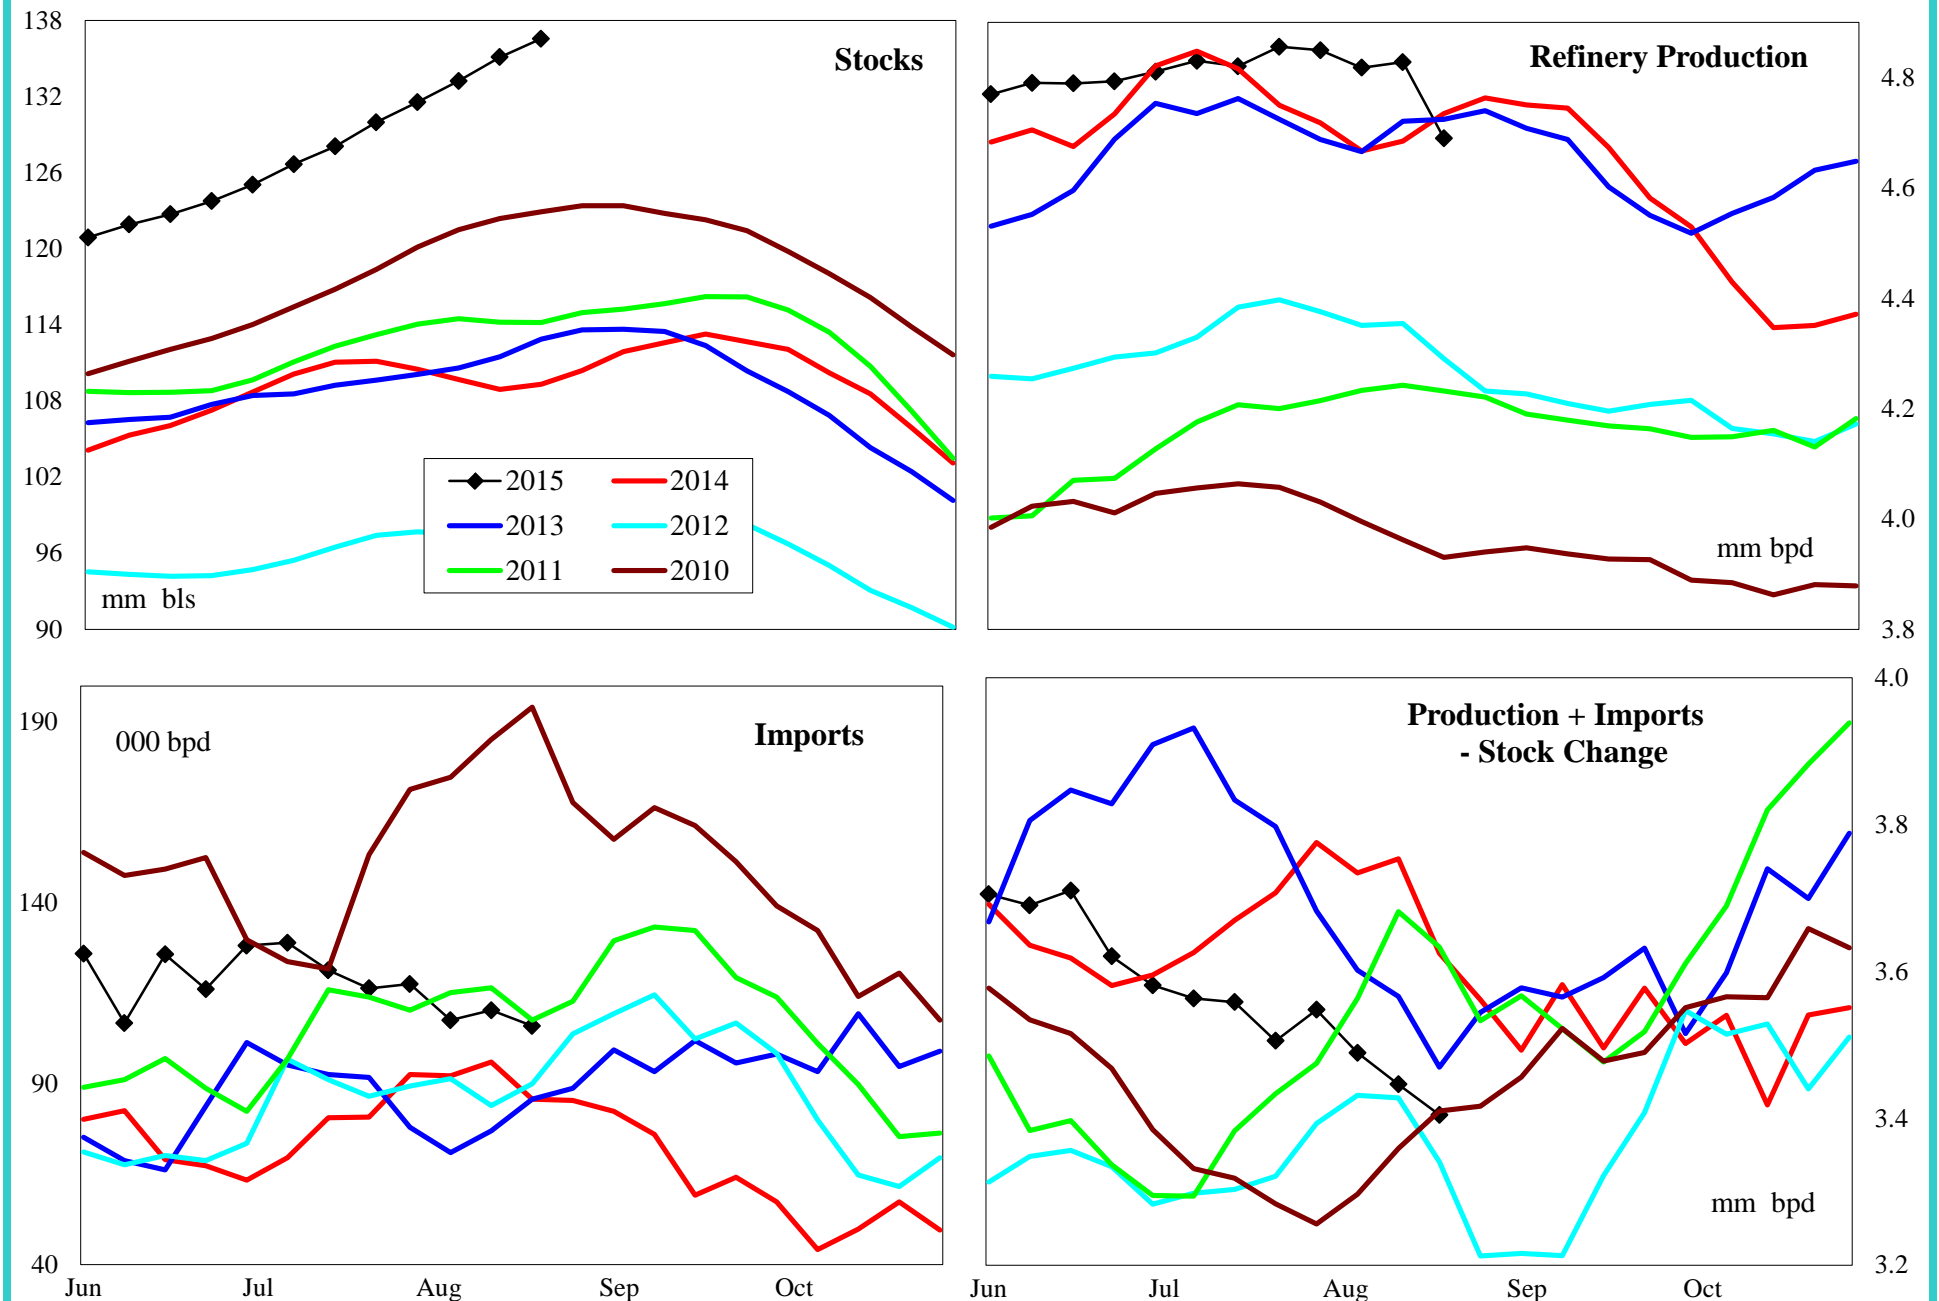 Stocks
138
132
126
120
114
108
102
96
90
2015
2014
2013
2012
2011
2010
mm bls
Refinery Production
4.8
4.6
4.4
4.2
4.0
3.8
mm bpd
Imports
000 bpd
190
140
90
40
Jun
Jul
Aug
Sep
Oct
Production + Imports
- Stock Change
4.0
3.8
3.6
3.4
3.2
mm bpd
Jun
Jul
Aug
Sep
Oct